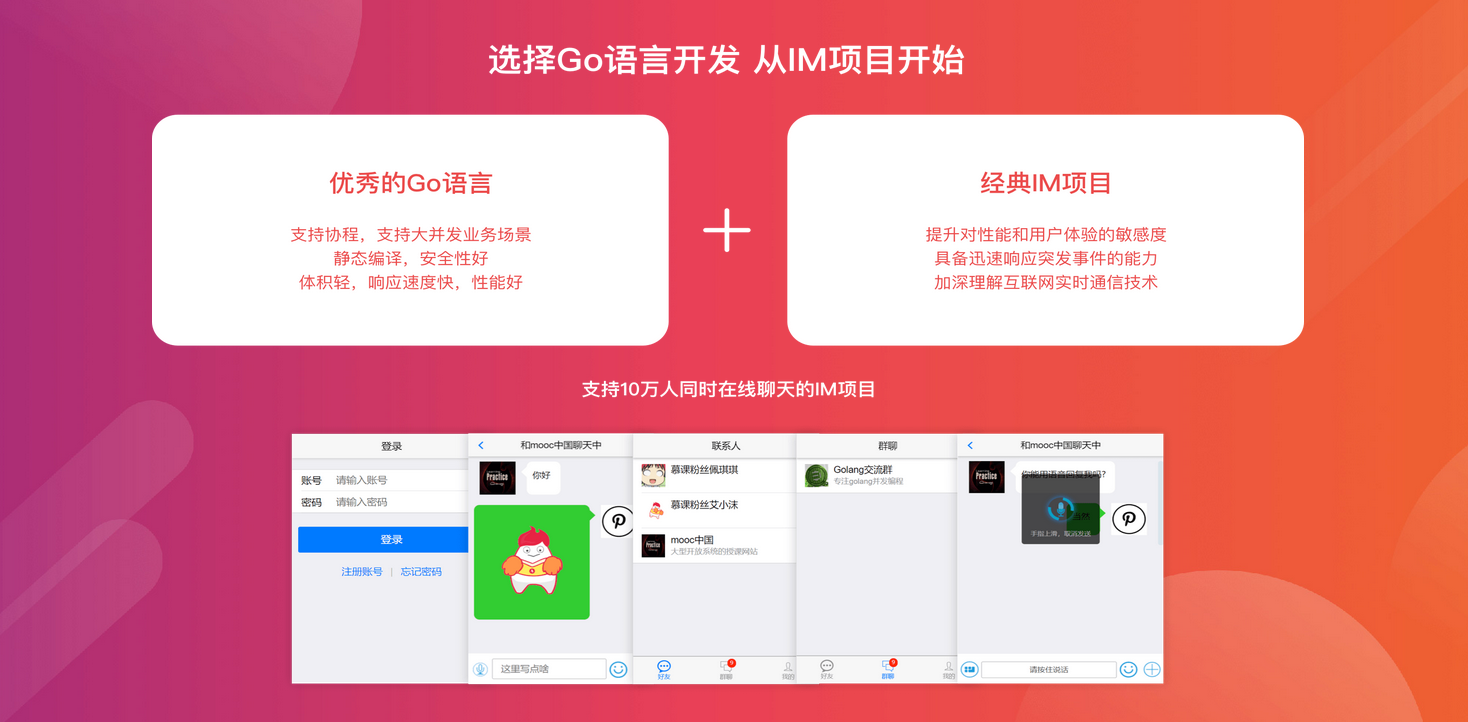 选择Go语言开发 从IM项目开始
优秀的Go语言
支持协程，支持大并发业务场景
静态编译，安全性好
体积轻，响应速度快，性能好
经典IM项目
提升对性能和用户体验的敏感度
具备迅速响应突发事件的能力
加深理解互联网实时通信技术
支持10万人同时在线聊天的IM项目
登录
账号 请输入账号
密码 请输入密码
登录
注册账号 | 忘记密码
和mooc中国聊天中
Practice
你好
这里写点啥
联系人
慕课粉丝佩琪琪
慕课粉丝艾小沫
mooc中国
大型开放系统的授课网站
9
好友 群聊 我的
群聊
Golang交流群
专注golang并发编程
9
好友 群聊 我的
和mooc中国聊天中
Practice
你能用语音回复我吗?
当然
手指上滑，取消发送
请按住说话